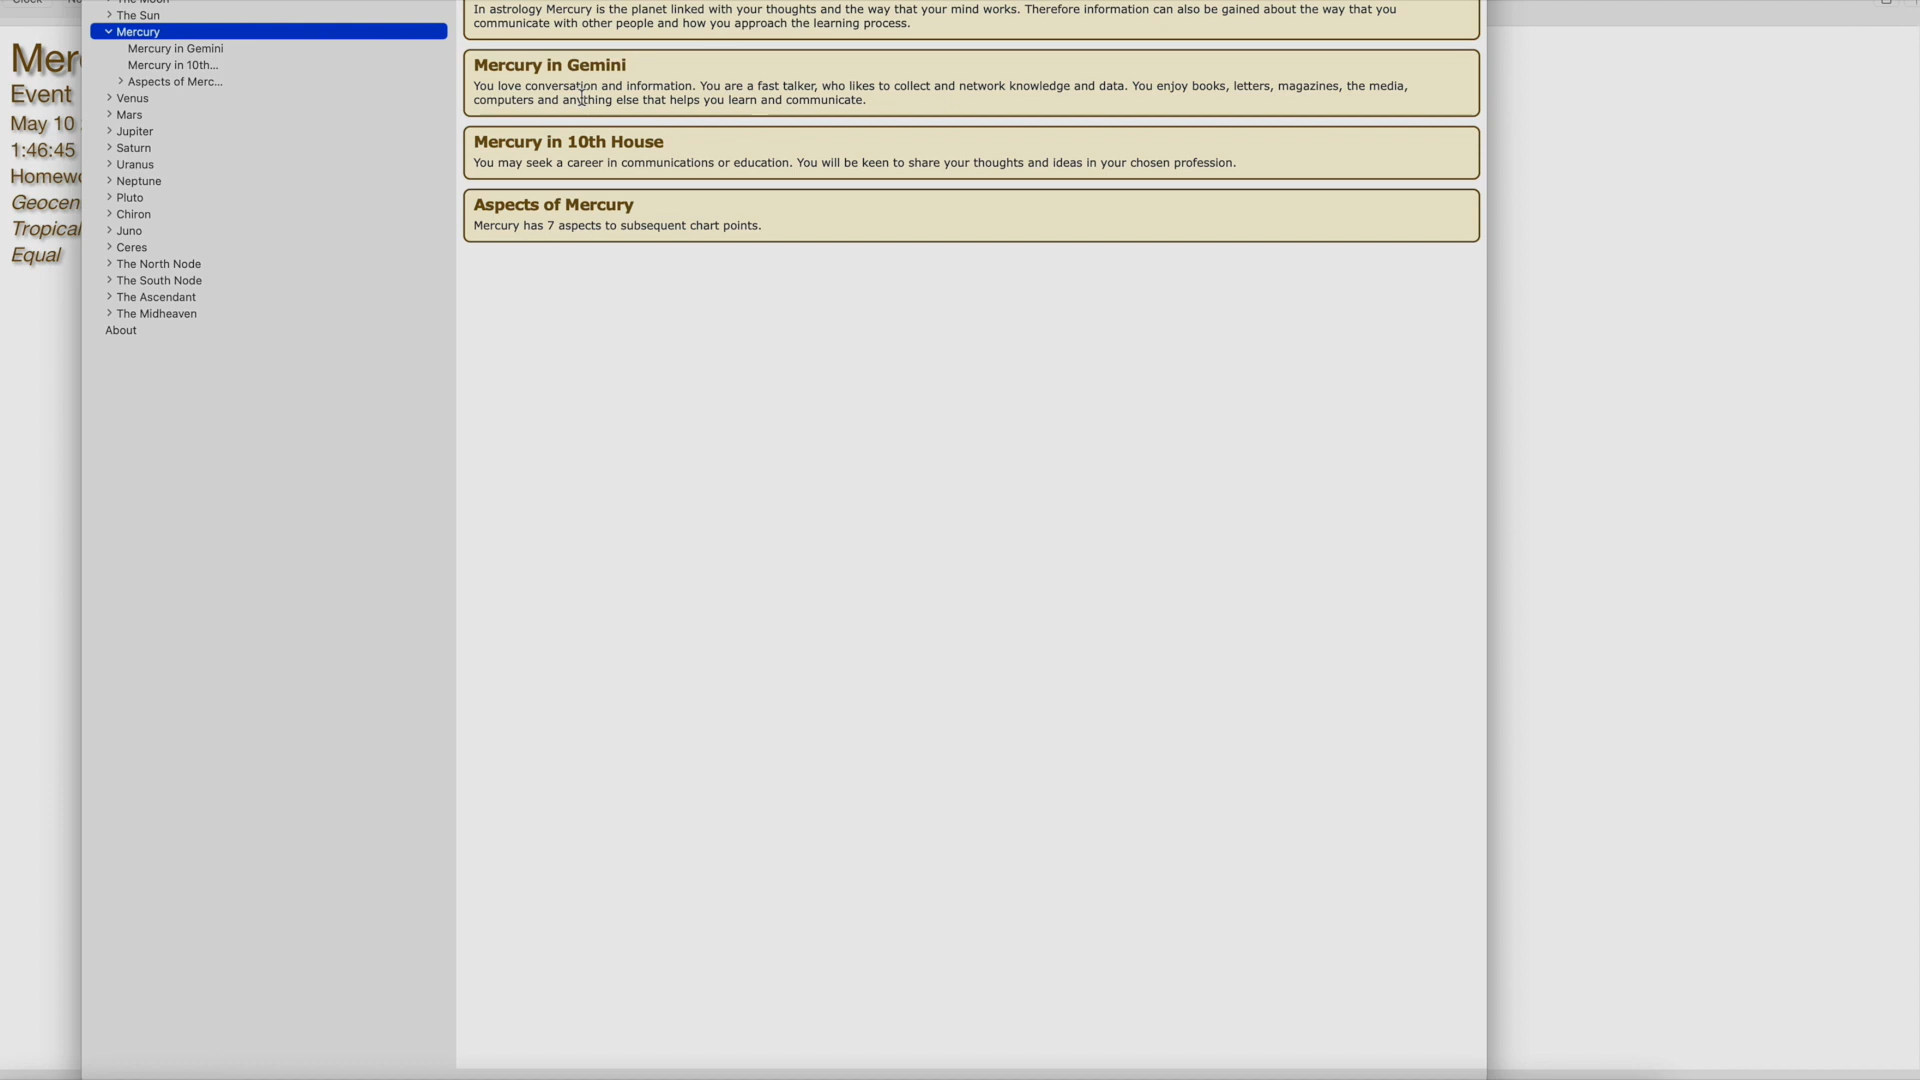 Clock
The Moon
The Sun
Mercury
Mercury in Gemini
Mercury in 10th...
Aspects of Merc...
Venus
Mars
Jupiter
Saturn
Uranus
Neptune
Pluto
Chiron
Juno
Ceres
The North Node
The South Node
The Ascendant
The Midheaven
About
Event
May 10
1:46:45
Tropical
Equal
In astrology Mercury is the planet linked with your thoughts and the way that your mind works. Therefore information can also be gained about the way that you
communicate with other people and how you approach the learning process.
Mercury in Gemini
You love conversation and information. You are a fast talker, who likes to collect and network knowledge and data. You enjoy books, letters, magazines, the media,
computers and anything else that helps you learn and communicate.
Mercury in 10th House
You may seek a career in communications or education. You will be keen to share your thoughts and ideas in your chosen profession.
Aspects of Mercury
Mercury has 7 aspects to subsequent chart points.